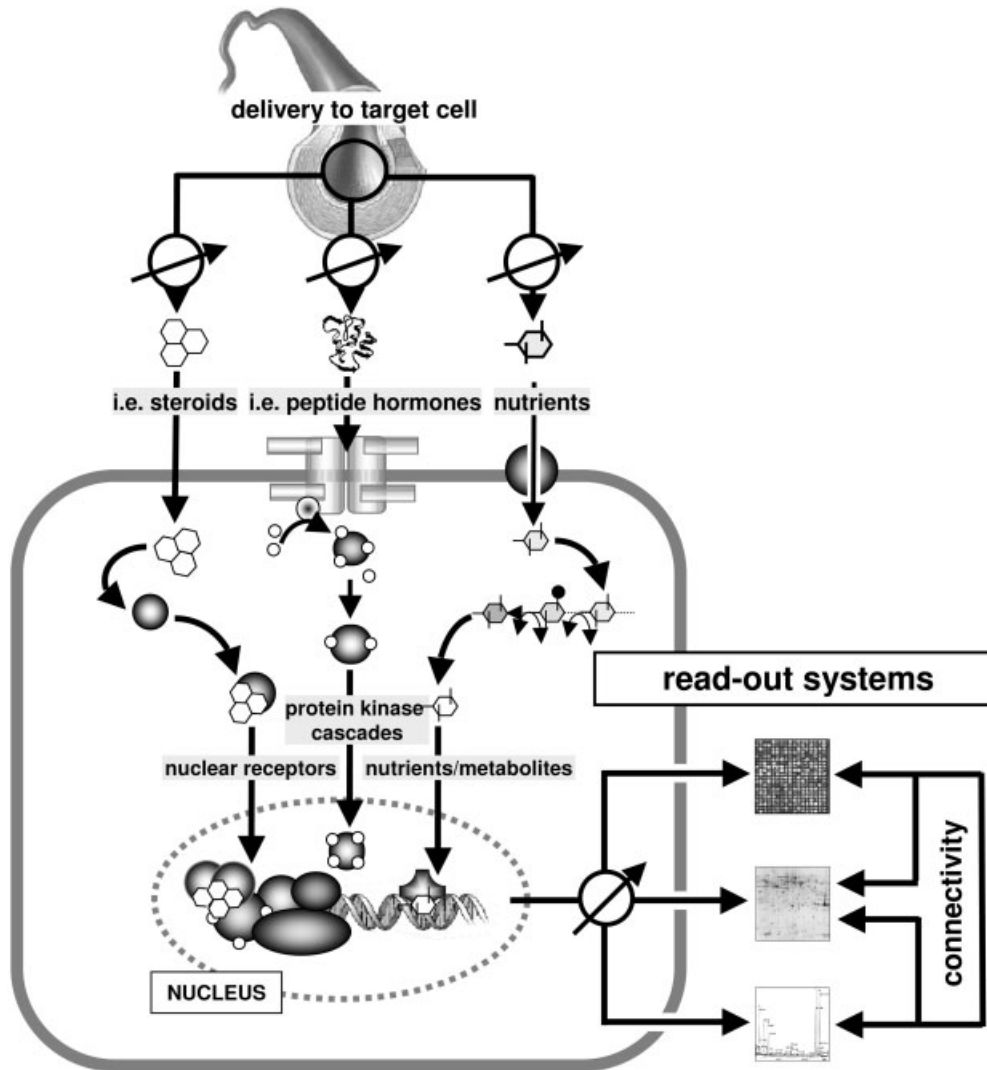 delivery to target cell
i.e. steroids
i.e. peptide hormones
nutrients
read-out systems
protein kinase
cascades
nuclear receptors
nutrients/metabolites
connectivity
NUCLEUS